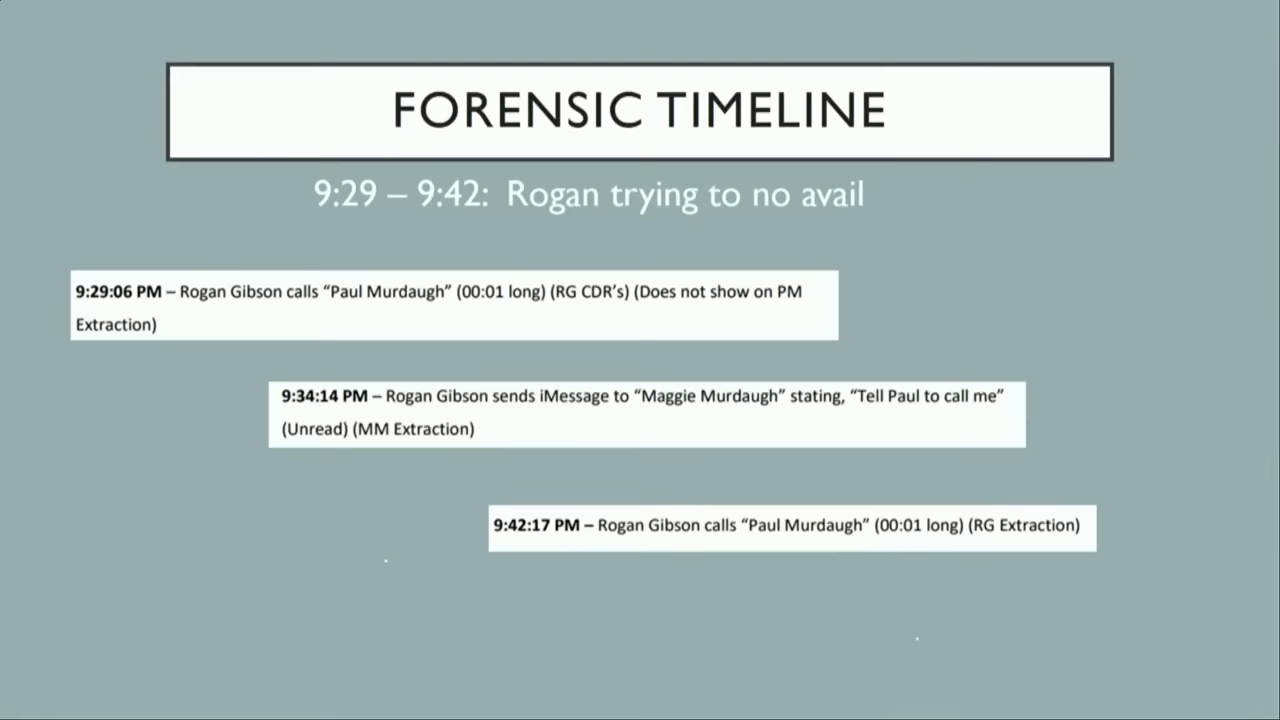 FORENSIC TIMELINE
9:29 – 9:42: Rogan trying to no avail
9:29:06 PM – Rogan Gibson calls “Paul Murdaugh” (00:01 long) (RG CDR’s) (Does not show on PM
Extraction)
9:34:14 PM – Rogan Gibson sends iMessage to “Maggie Murdaugh” stating, “Tell Paul to call me”
(Unread) (MM Extraction)
9:42:17 PM – Rogan Gibson calls “Paul Murdaugh” (00:01 long) (RG Extraction)